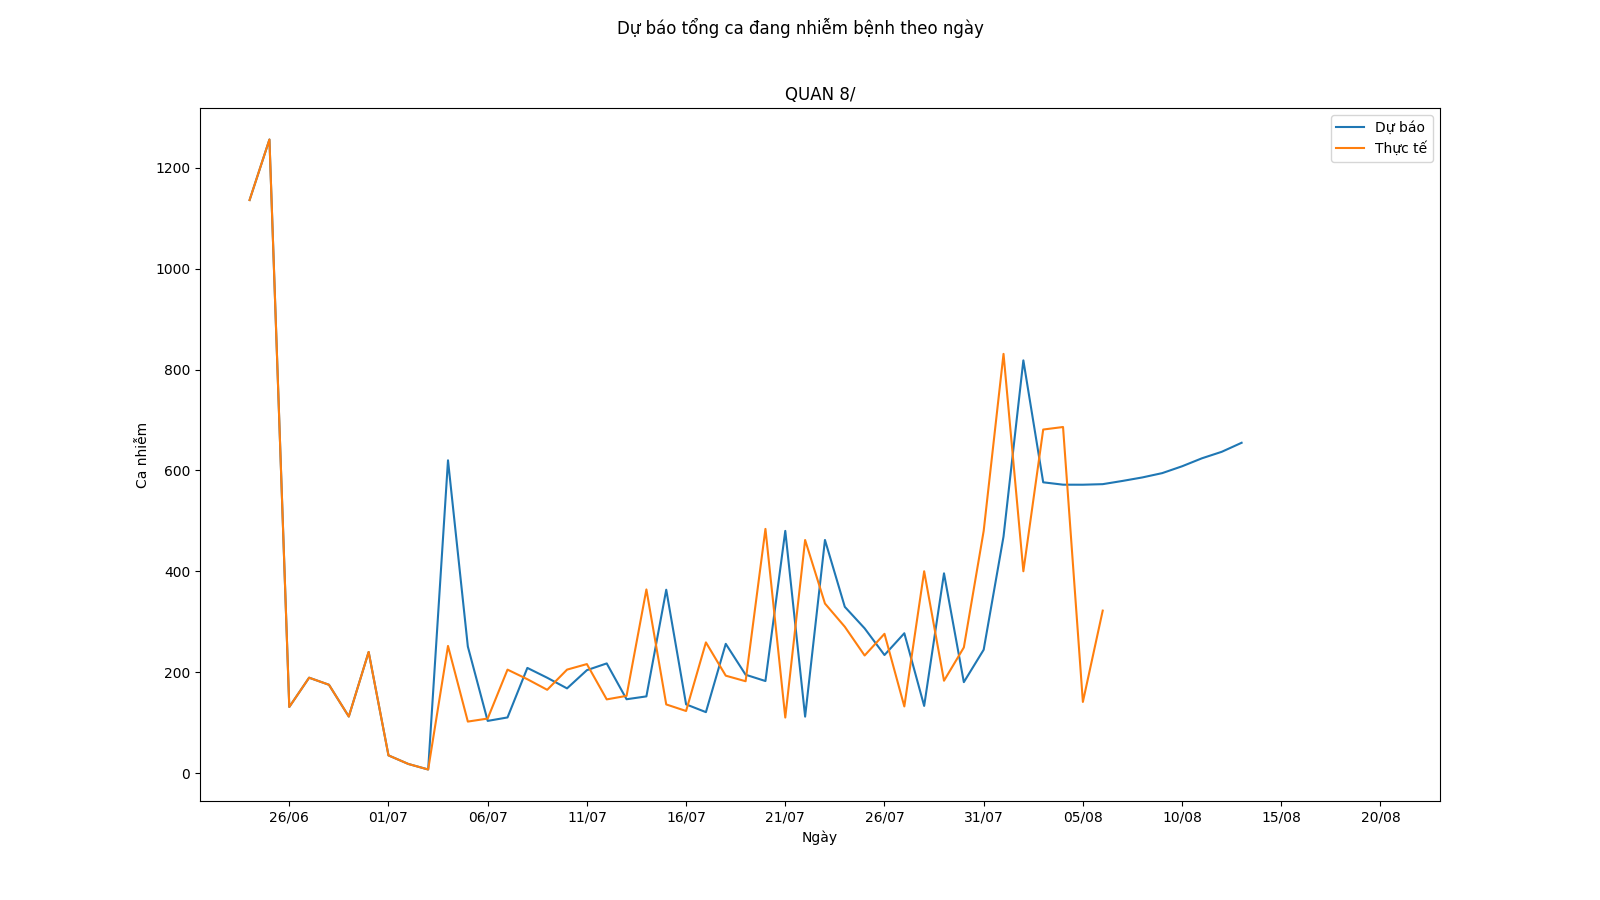 Dự báo tổng ca đang nhiễm bệnh theo ngày
QUAN 8/
Dự báo
Thực tế
1200
1000
800
600
400
200
0
Ca nhiễm
26/06 01/07 06/07 11/07 16/07 21/07 26/07 31/07 05/08 10/08 15/08 20/08
Ngày